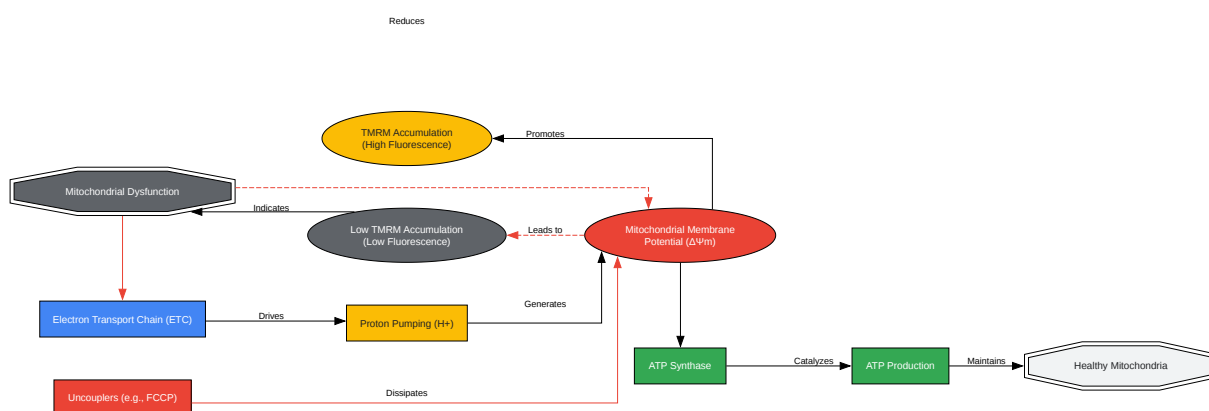 Reduces
TMRM Accumulation
(High Fluorescence)
Promotes
Mitochondrial Dysfunction
Indicates
Low TMRM Accumulation
(Low Fluorescence)
Leads to
Mitochondrial Membrane
Potential (ΔΨm)
Electron Transport Chain (ETC)
Drives
Proton Pumping (H+)
Generates
ATP Synthase
Catalyzes
ATP Production
Maintains
Healthy Mitochondria
Uncouplers (e.g., FCCP)
Dissipates